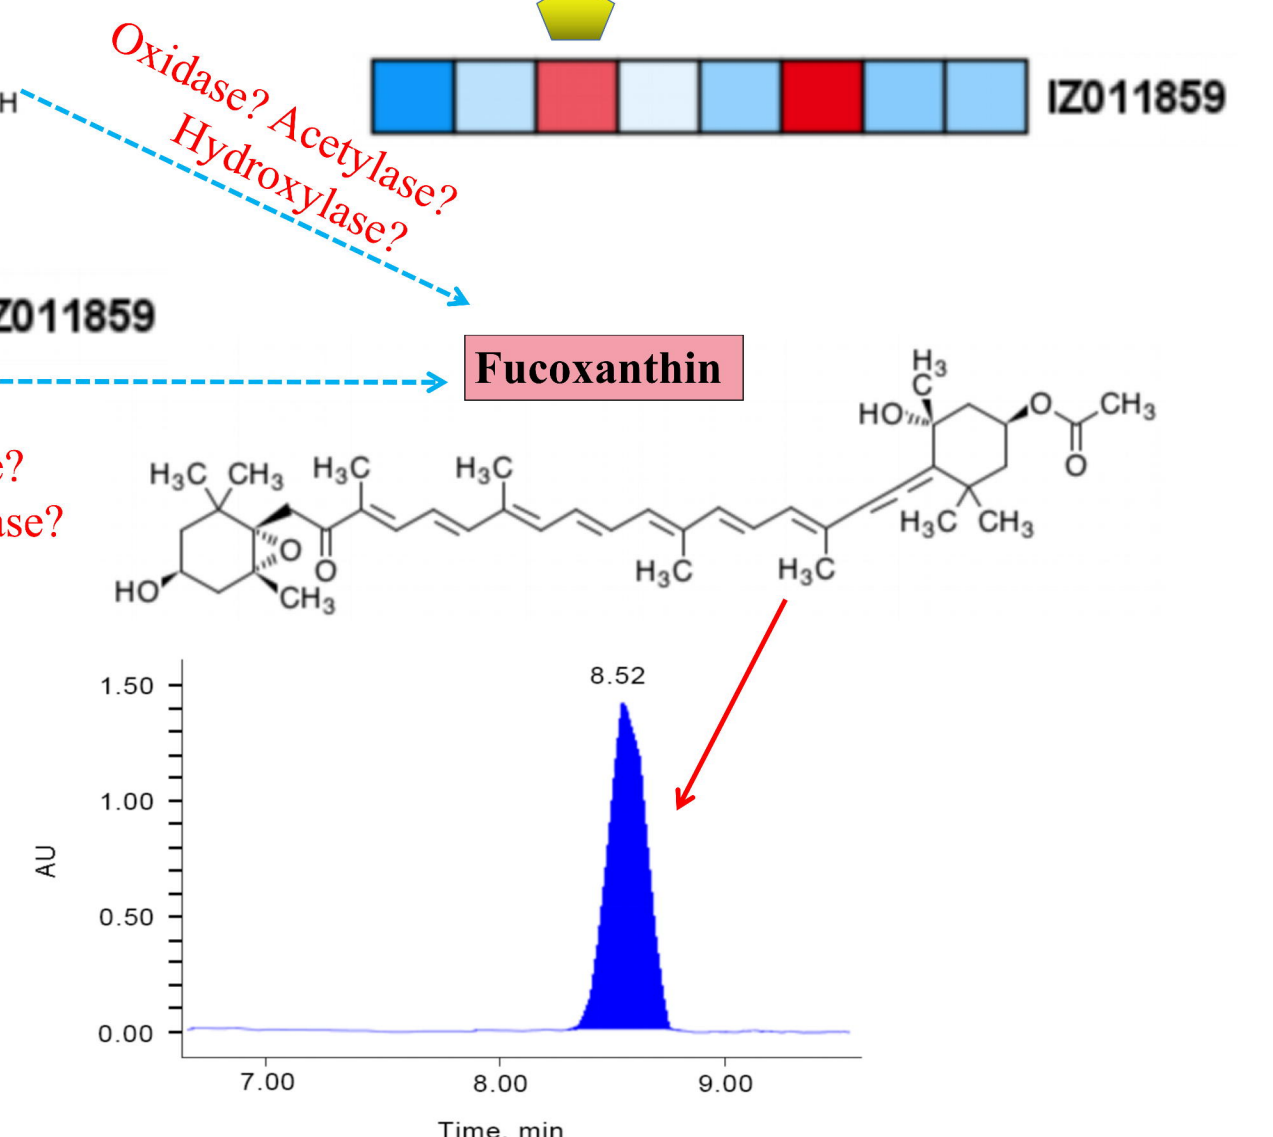 Oxidase? Acetylase?
Hydroxylase?
H
IZ011859
Z011859
Fucoxanthin
e?
ase?
H₃C CH₃ H₃C H₃C
HO
O
O
CH₃
H₃C
H₃C
H₃
C
HO
O
CH₃
O
H₃C CH₃
8.52
1.50
1.00
0.50
0.00
AU
7.00 8.00 9.00
Time, min